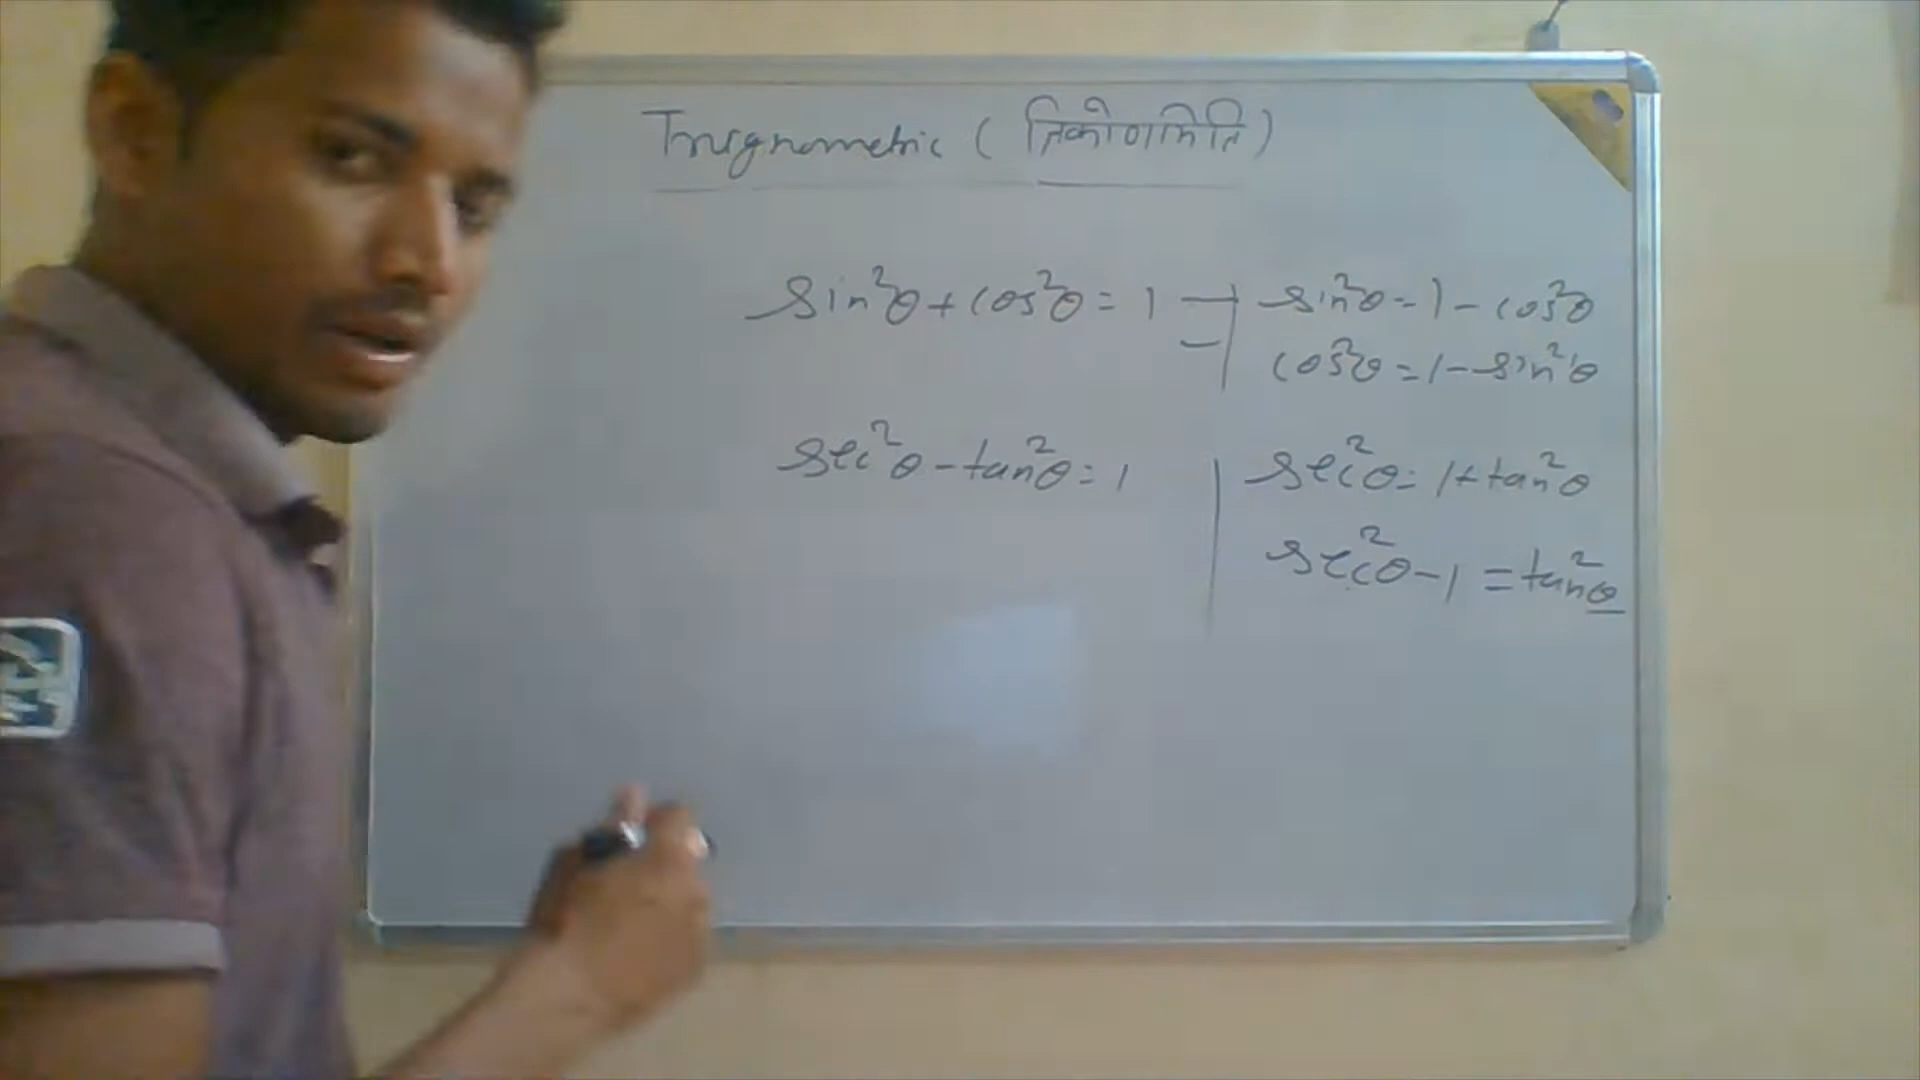 Trignometric ( त्रिकोणमिति )
sin²θ + cos²θ = 1
sin²θ = 1 - cos²θ
cos²θ = 1 - sin²θ
sec²θ - tan²θ = 1
sec²θ = 1 + tan²θ
sec²θ - 1 = tan²θ